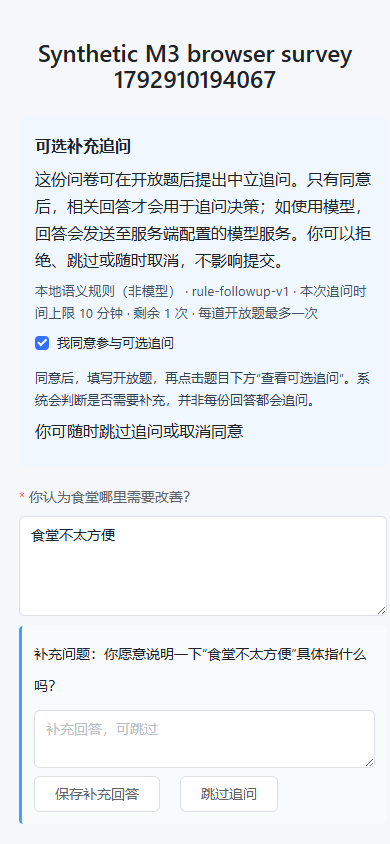 Synthetic M3 browser survey
1792910194067
可选补充追问
这份问卷可在开放题后提出中立追问。只有同意
后，相关回答才会用于追问决策；如使用模型，
回答会发送至服务端配置的模型服务。你可以拒
绝、跳过或随时取消，不影响提交。
本地语义规则（非模型） · rule-followup-v1 · 本次追问时
间上限 10 分钟 · 剩余 1 次 · 每道开放题最多一次
我同意参与可选追问
同意后，填写开放题，再点击题目下方“查看可选追问”。系
统会判断是否需要补充，并非每份回答都会追问。
你可随时跳过追问或取消同意
* 你认为食堂哪里需要改善？
食堂不太方便
补充问题：你愿意说明一下“食堂不太方便”具体指什么
吗？
补充回答，可跳过
保存补充回答 跳过追问